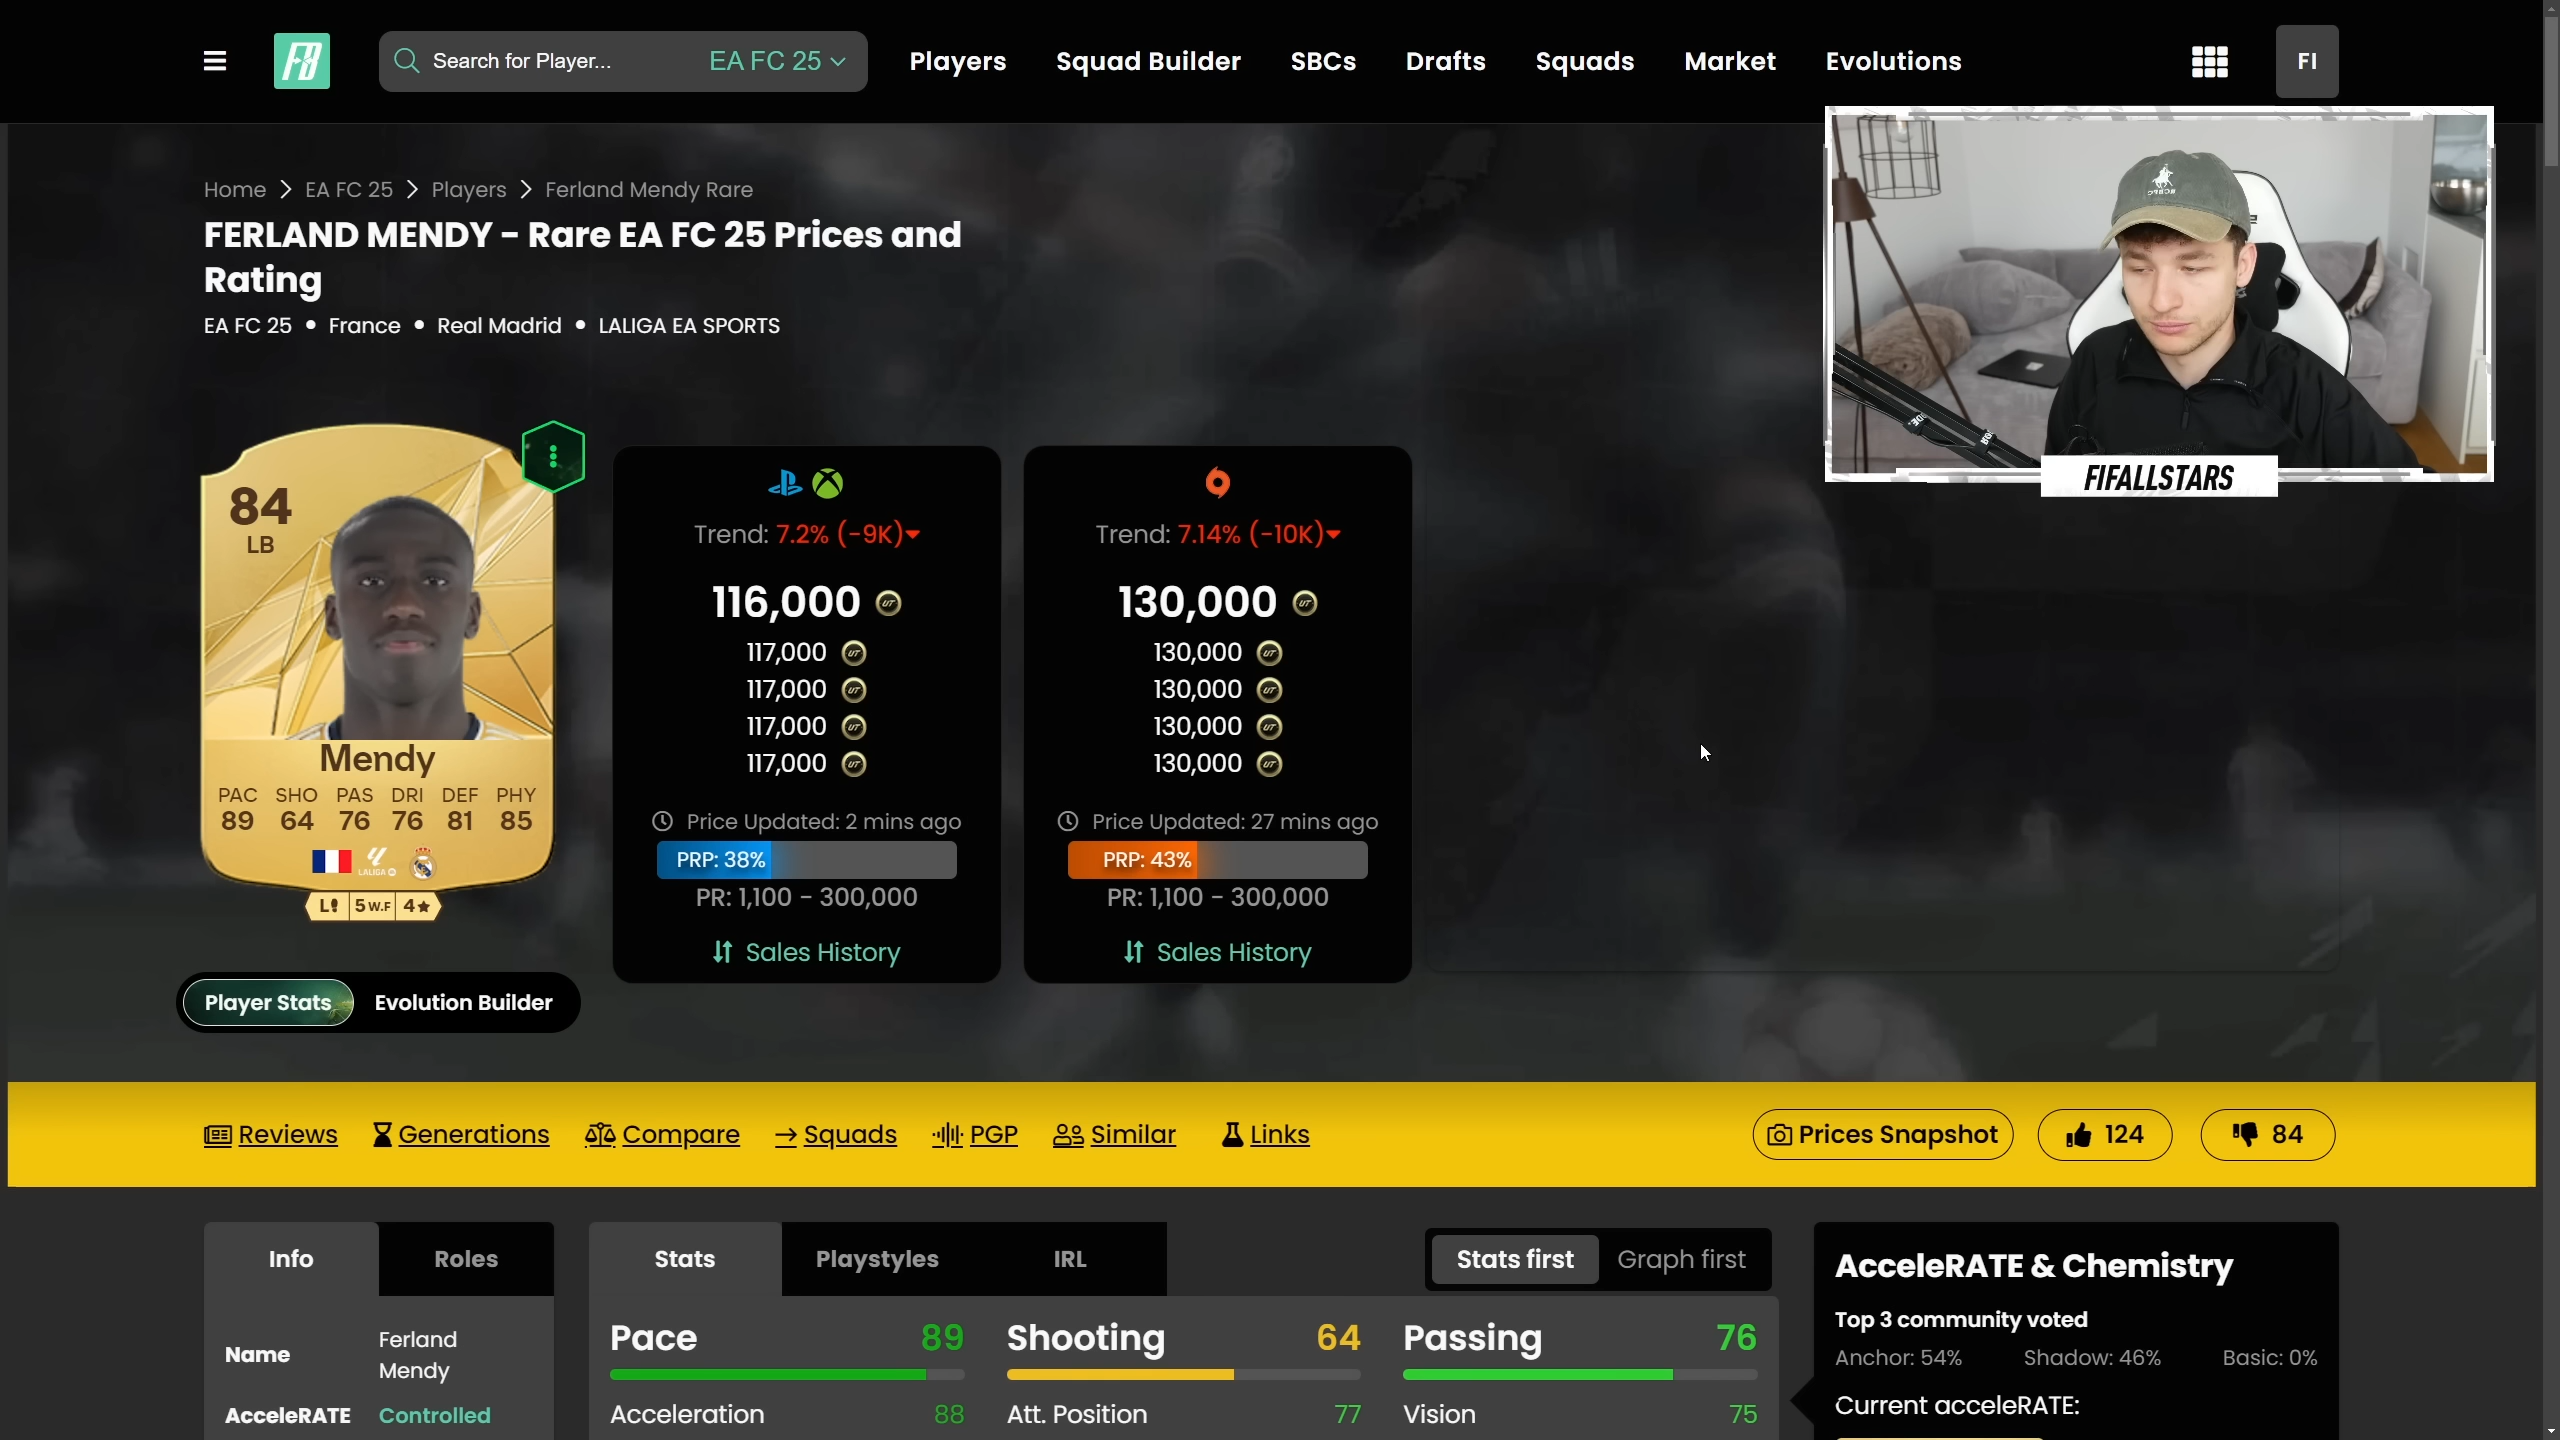 Search for Player...
EA FC 25
Players
Squad Builder
SBCs
Drafts
Squads
Market
Evolutions
FI
Home
EA FC 25
Players
Ferland Mendy Rare
FERLAND MENDY - Rare EA FC 25 Prices and
Rating
EA FC 25 • France • Real Madrid • LALIGA EA SPORTS
FIFALLSTARS
84
LB
Mendy
PAC SHO PAS DRI DEF PHY
89 64 76 76 81 85
LALIGA
L 5 W.F 4★
Trend: 7.2% (-9K)
116,000
117,000
117,000
117,000
117,000
Price Updated: 2 mins ago
PRP: 38%
PR: 1,100 - 300,000
Sales History
Trend: 7.14% (-10K)
130,000
130,000
130,000
130,000
130,000
Price Updated: 27 mins ago
PRP: 43%
PR: 1,100 - 300,000
Sales History
Player Stats
Evolution Builder
Reviews
Generations
Compare
Squads
PGP
Similar
Links
Prices Snapshot
124
84
Info
Roles
Name
Ferland
Mendy
AcceleRATE
Controlled
Stats
Playstyles
IRL
Stats first
Graph first
Pace 89
Acceleration 88
Shooting 64
Att. Position 77
Passing 76
Vision 75
AcceleRATE & Chemistry
Top 3 community voted
Anchor: 54% Shadow: 46% Basic: 0%
Current acceleRATE: